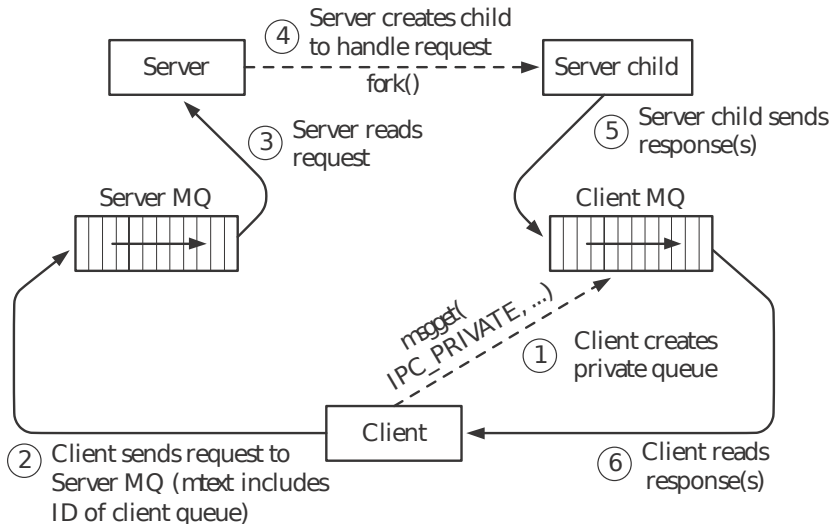 4 Server creates child
to handle request
Server
Server child
fork()
3 Server reads
request
5 Server child sends
response(s)
Server MQ
Client MQ
msgget(
IPC_PRIVATE, ...)
1 Client creates
private queue
Client
2 Client sends request to
Server MQ (mtext includes
ID of client queue)
6 Client reads
response(s)